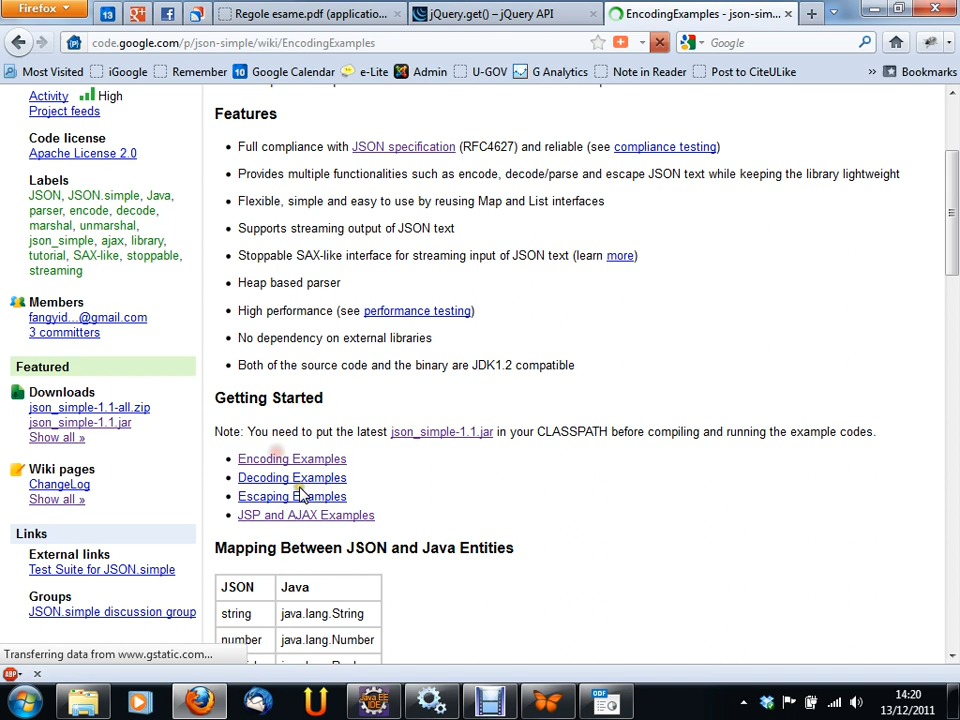 Firefox
13
Regole esame.pdf (applicatio...
jQuery.get() – jQuery API
EncodingExamples - json-sim...
code.google.com/p/json-simple/wiki/EncodingExamples
Google
Most Visited
iGoogle
Remember
10 Google Calendar
e-Lite
Admin
U-GOV
G Analytics
Note in Reader
Post to CiteULike
»
Bookmarks
Activity High
Project feeds
Code license
Apache License 2.0
Labels
JSON, JSON.simple, Java,
parser, encode, decode,
marshal, unmarshal,
json_simple, ajax, library,
tutorial, SAX-like, stoppable,
streaming
Members
fangyid...@gmail.com
3 committers
Featured
Downloads
json_simple-1.1-all.zip
json_simple-1.1.jar
Show all »
Wiki pages
ChangeLog
Show all »
Links
External links
Test Suite for JSON.simple
Groups
JSON.simple discussion group
Features
Full compliance with JSON specification (RFC4627) and reliable (see compliance testing)
Provides multiple functionalities such as encode, decode/parse and escape JSON text while keeping the library lightweight
Flexible, simple and easy to use by reusing Map and List interfaces
Supports streaming output of JSON text
Stoppable SAX-like interface for streaming input of JSON text (learn more)
Heap based parser
High performance (see performance testing)
No dependency on external libraries
Both of the source code and the binary are JDK1.2 compatible
Getting Started
Note: You need to put the latest json_simple-1.1.jar in your CLASSPATH before compiling and running the example codes.
Encoding Examples
Decoding Examples
Escaping Examples
JSP and AJAX Examples
Mapping Between JSON and Java Entities
JSON Java
string java.lang.String
number java.lang.Number
Transferring data from www.gstatic.com...
ABP
Java EE
IDE
ODF
14:20
13/12/2011